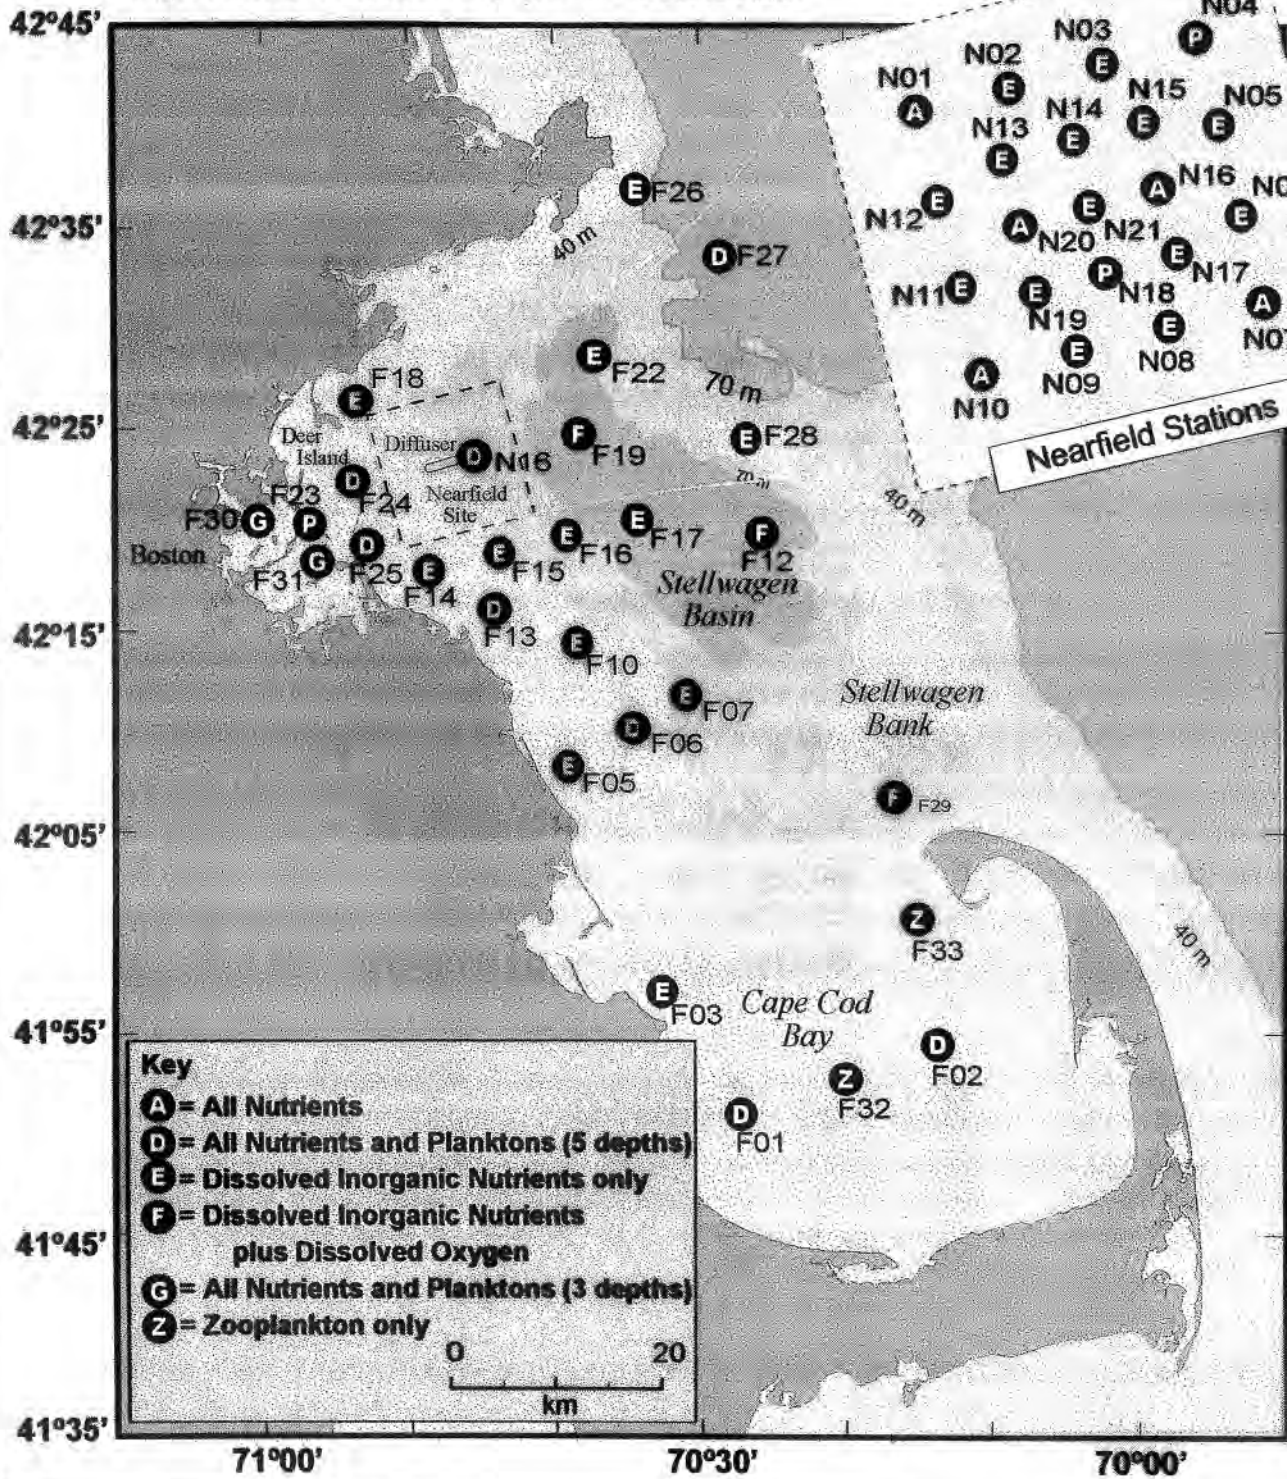 42°45'
N04
P
N03
E
N02
E
N01
A
N15
E
N05
E
N14
E
N13
E
N16
A
E
N12
E
N21
E
N20
A
N17
E
N18
P
N11
E
N19
E
A
N08
E
N09
E
N10
A
Nearfield Stations
E F26
42°35'
40 m
D F27
E F22
F18
E
70 m
42°25'
Deer
Island
Diffuser
D N16
F
F19
E F28
70 m
D
F24
Nearfield
Site
40 m
F23
F30 G
P
E F17
F
F12
E F16
Boston
D
F25
G
F31
E
F15
E
F14
Stellwagen
Basin
D
F13
42°15'
E
F10
E
F07
Stellwagen
Bank
D
F06
E
F05
F F29
42°05'
Z
F33
40 m
E
F03
Cape Cod
Bay
41°55'
D
F02
Z
F32
D
F01
Key
A = All Nutrients
D = All Nutrients and Planktons (5 depths)
E = Dissolved Inorganic Nutrients only
F = Dissolved Inorganic Nutrients
plus Dissolved Oxygen
G = All Nutrients and Planktons (3 depths)
Z = Zooplankton only
0 20
km
41°45'
41°35'
71°00' 70°30' 70°00'